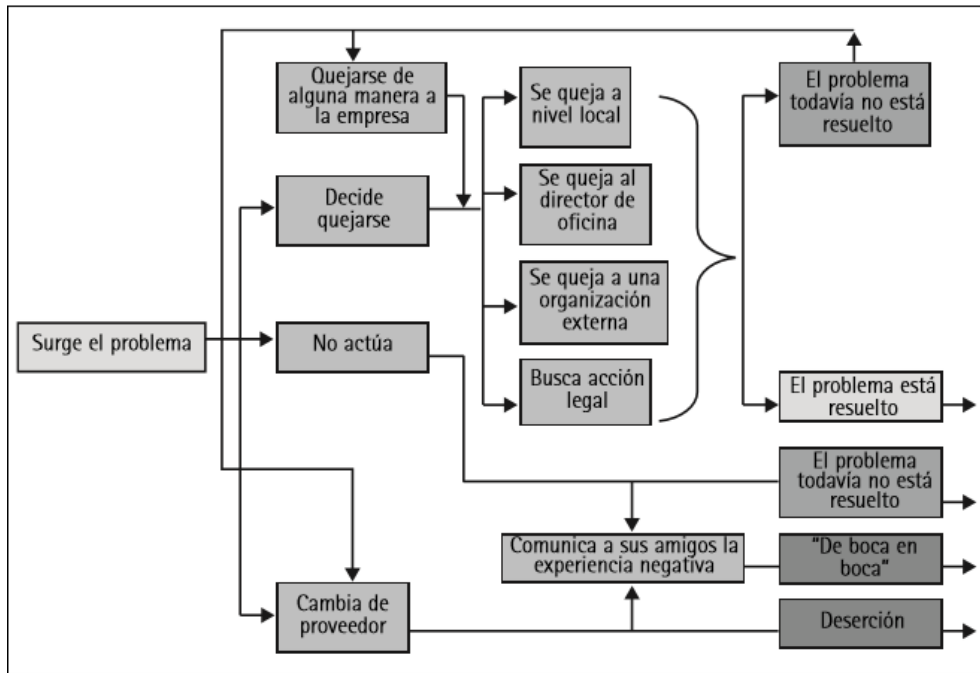 Quejarse de
alguna manera a
la empresa
Se queja a
nivel local
El problema
todavía no está
resuelto
Decide
quejarse
Se queja al
director de
oficina
Se queja a una
organización
externa
Surge el problema
No actúa
Busca acción
legal
El problema está
resuelto
El problema
todavía no está
resuelto
Comunica a sus amigos la
experiencia negativa
"De boca en
boca"
Cambia de
proveedor
Deserción